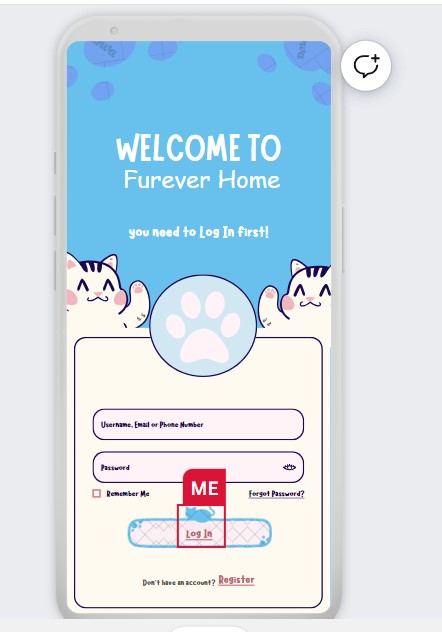 WELCOME TO
Furever Home
you need to Log In first!
Username, Email or Phone Number
Password
Remember Me
Forgot Password?
ME
Log In
Don't have an account? Register